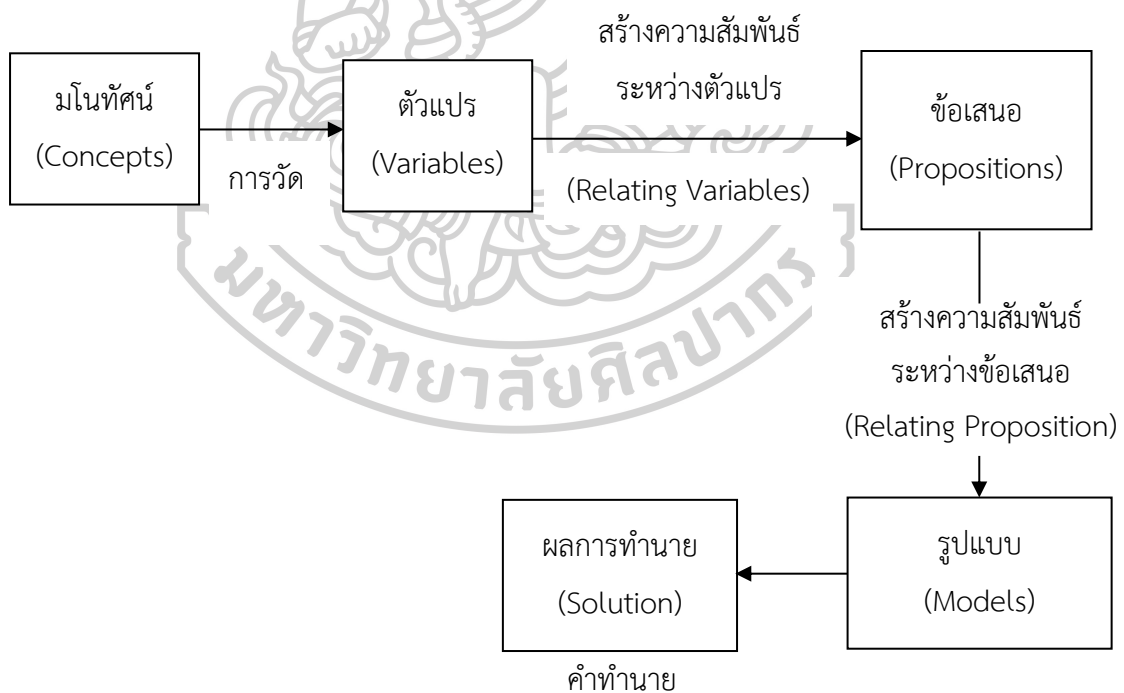 มโนทัศน์
(Concepts)
การวัด
ตัวแปร
(Variables)
สร้างความสัมพันธ์
ระหว่างตัวแปร
(Relating Variables)
ข้อเสนอ
(Propositions)
สร้างความสัมพันธ์
ระหว่างข้อเสนอ
(Relating Proposition)
รูปแบบ
(Models)
ผลการทำนาย
(Solution)
คำทำนาย
มหาวิทยาลัยศิลปากร